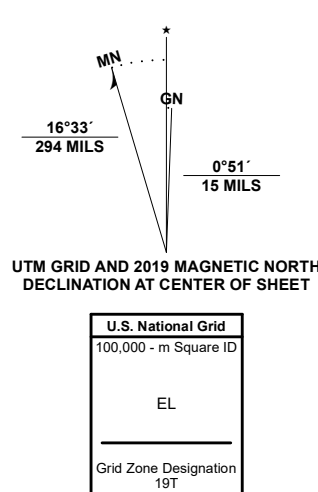 ★
MN
GN
16°33´
294 MILS
0°51´
15 MILS
UTM GRID AND 2019 MAGNETIC NORTH
DECLINATION AT CENTER OF SHEET
U.S. National Grid
100,000 - m Square ID
EL
Grid Zone Designation
19T